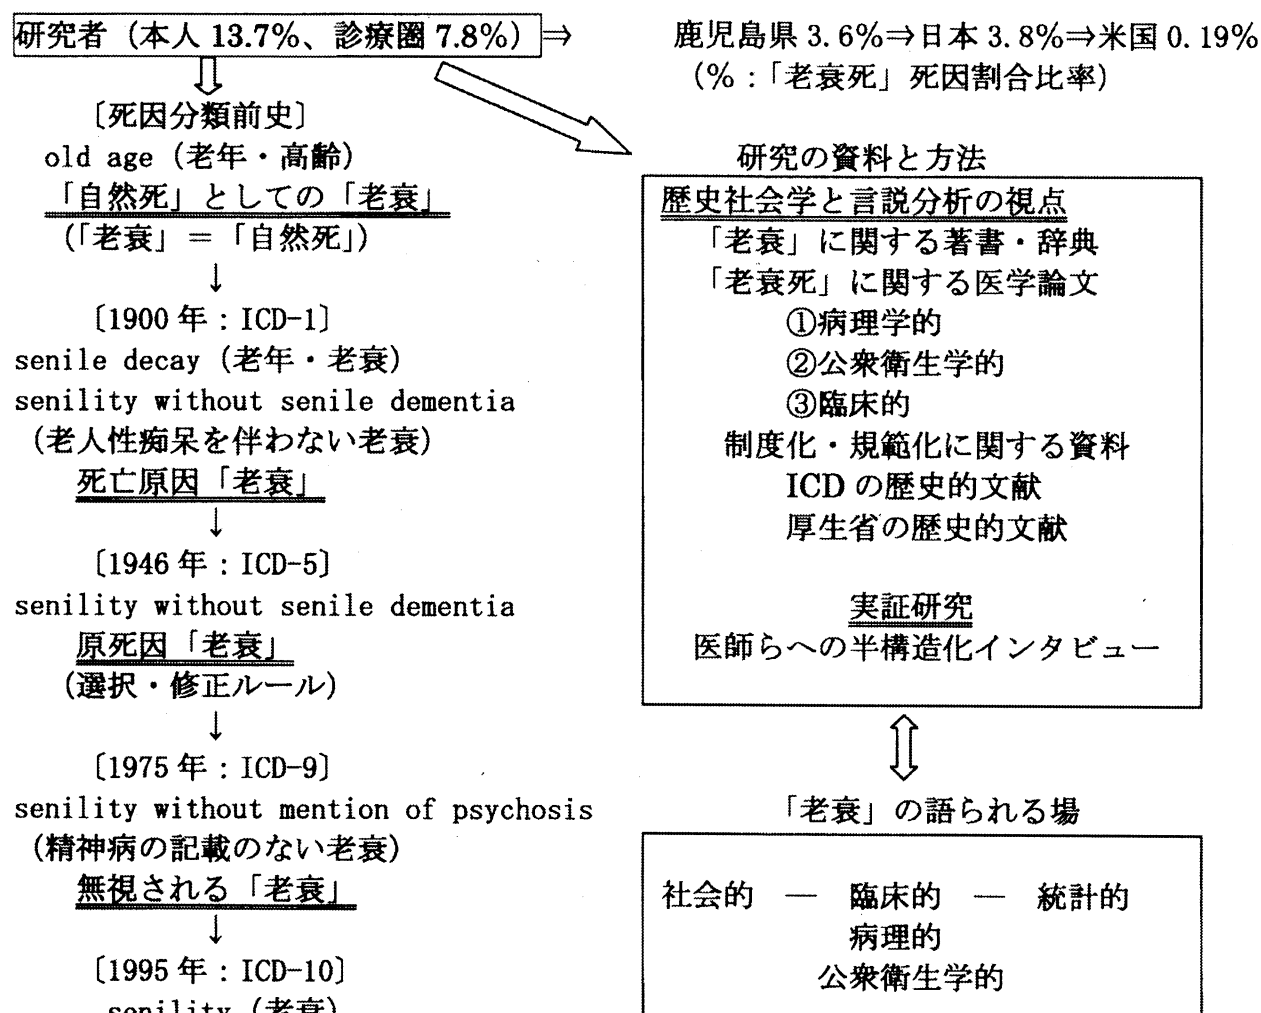 研究者（本人 13.7%、診療圏 7.8%）⇒ 鹿児島県 3.6%⇒日本 3.8%⇒米国 0.19%
（％：「老衰死」死因割合比率）
〔死因分類前史〕
old age（老年・高齢）
「自然死」としての「老衰」
（「老衰」＝「自然死」）
↓
〔1900 年：ICD-1〕
senile decay（老年・老衰）
senility without senile dementia
（老人性痴呆を伴わない老衰）
死亡原因「老衰」
↓
〔1946 年：ICD-5〕
senility without senile dementia
原死因「老衰」
（選択・修正ルール）
↓
〔1975 年：ICD-9〕
senility without mention of psychosis
（精神病の記載のない老衰）
無視される「老衰」
↓
〔1995 年：ICD-10〕
senility（老衰）
研究の資料と方法
歴史社会学と言説分析の視点
「老衰」に関する著書・辞典
「老衰死」に関する医学論文
①病理学的
②公衆衛生学的
③臨床的
制度化・規範化に関する資料
ICD の歴史的文献
厚生省の歴史的文献
実証研究
医師らへの半構造化インタビュー
「老衰」の語られる場
社会的 ― 臨床的 ― 統計的
病理的
公衆衛生学的